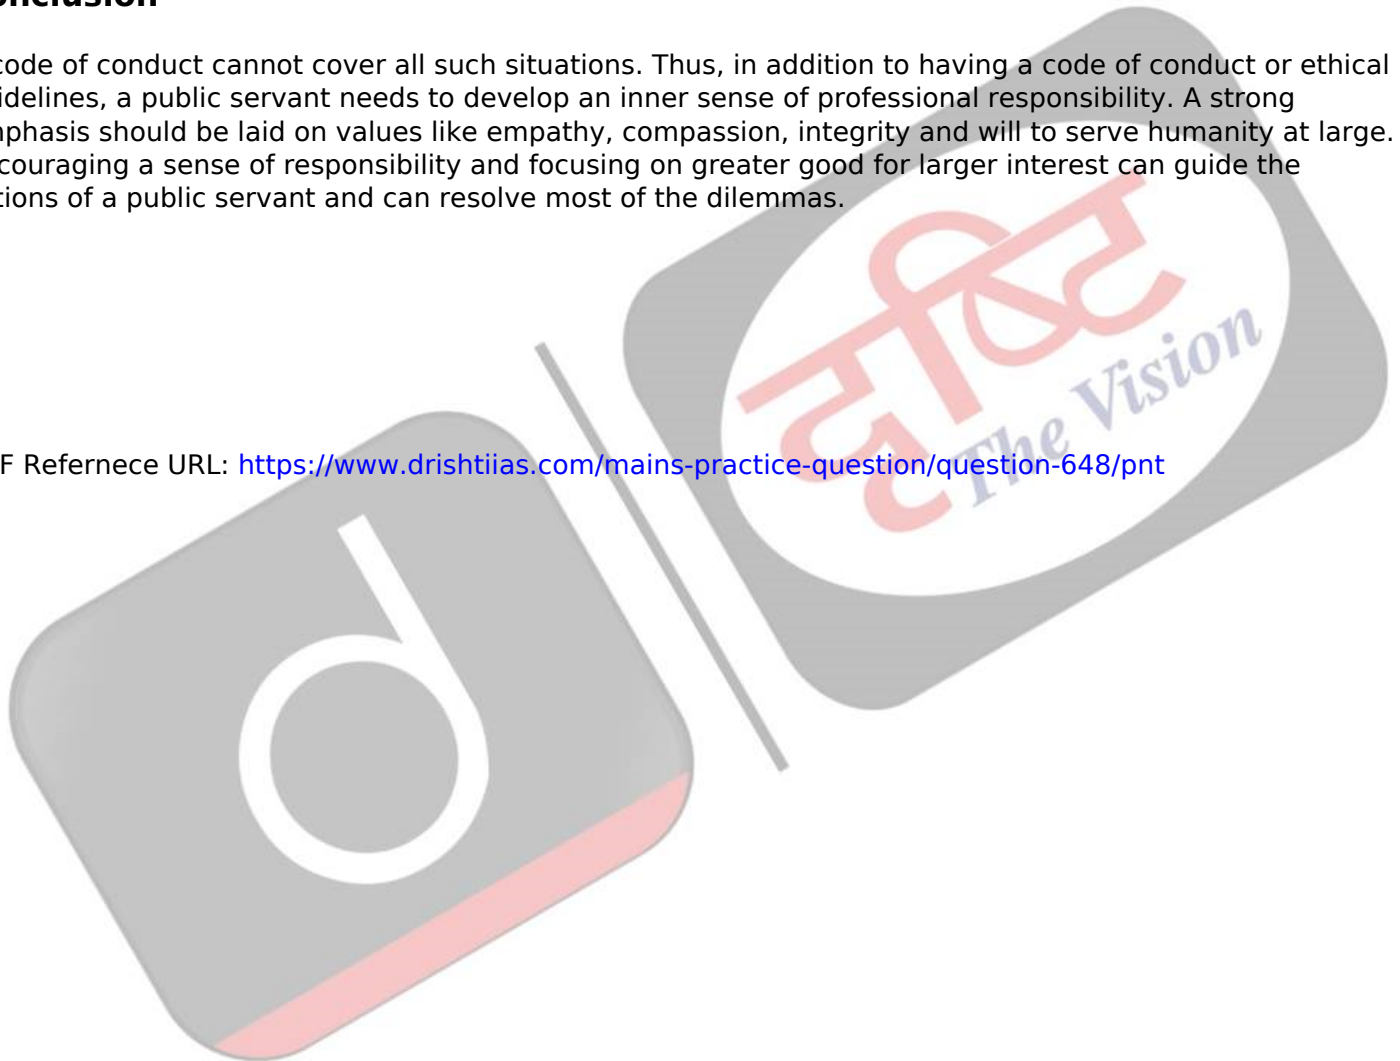 onclusion
code of conduct cannot cover all such situations. Thus, in addition to having a code of conduct or ethical
idelines, a public servant needs to develop an inner sense of professional responsibility. A strong
nphasis should be laid on values like empathy, compassion, integrity and will to serve humanity at large.
couraging a sense of responsibility and focusing on greater good for larger interest can guide the
tions of a public servant and can resolve most of the dilemmas.
दृष्टि
The Vision
F Refernece URL: https://www.drishtiias.com/mains-practice-question/question-648/pnt
d